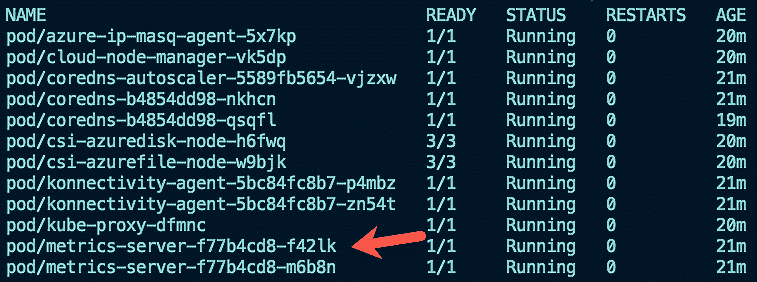 NAME READY STATUS RESTARTS AGE
pod/azure-ip-masq-agent-5x7kp 1/1 Running 0 20m
pod/cloud-node-manager-vk5dp 1/1 Running 0 20m
pod/coredns-autoscaler-5589fb5654-vjzxw 1/1 Running 0 21m
pod/coredns-b4854dd98-nkhcn 1/1 Running 0 21m
pod/coredns-b4854dd98-qsqfl 1/1 Running 0 19m
pod/csi-azuredisk-node-h6fwq 3/3 Running 0 20m
pod/csi-azurefile-node-w9bjk 3/3 Running 0 20m
pod/konnectivity-agent-5bc84fc8b7-p4mbz 1/1 Running 0 21m
pod/konnectivity-agent-5bc84fc8b7-zn54t 1/1 Running 0 21m
pod/kube-proxy-dfmnc 1/1 Running 0 20m
pod/metrics-server-f77b4cd8-f42lk 1/1 Running 0 21m
pod/metrics-server-f77b4cd8-m6b8n 1/1 Running 0 21m